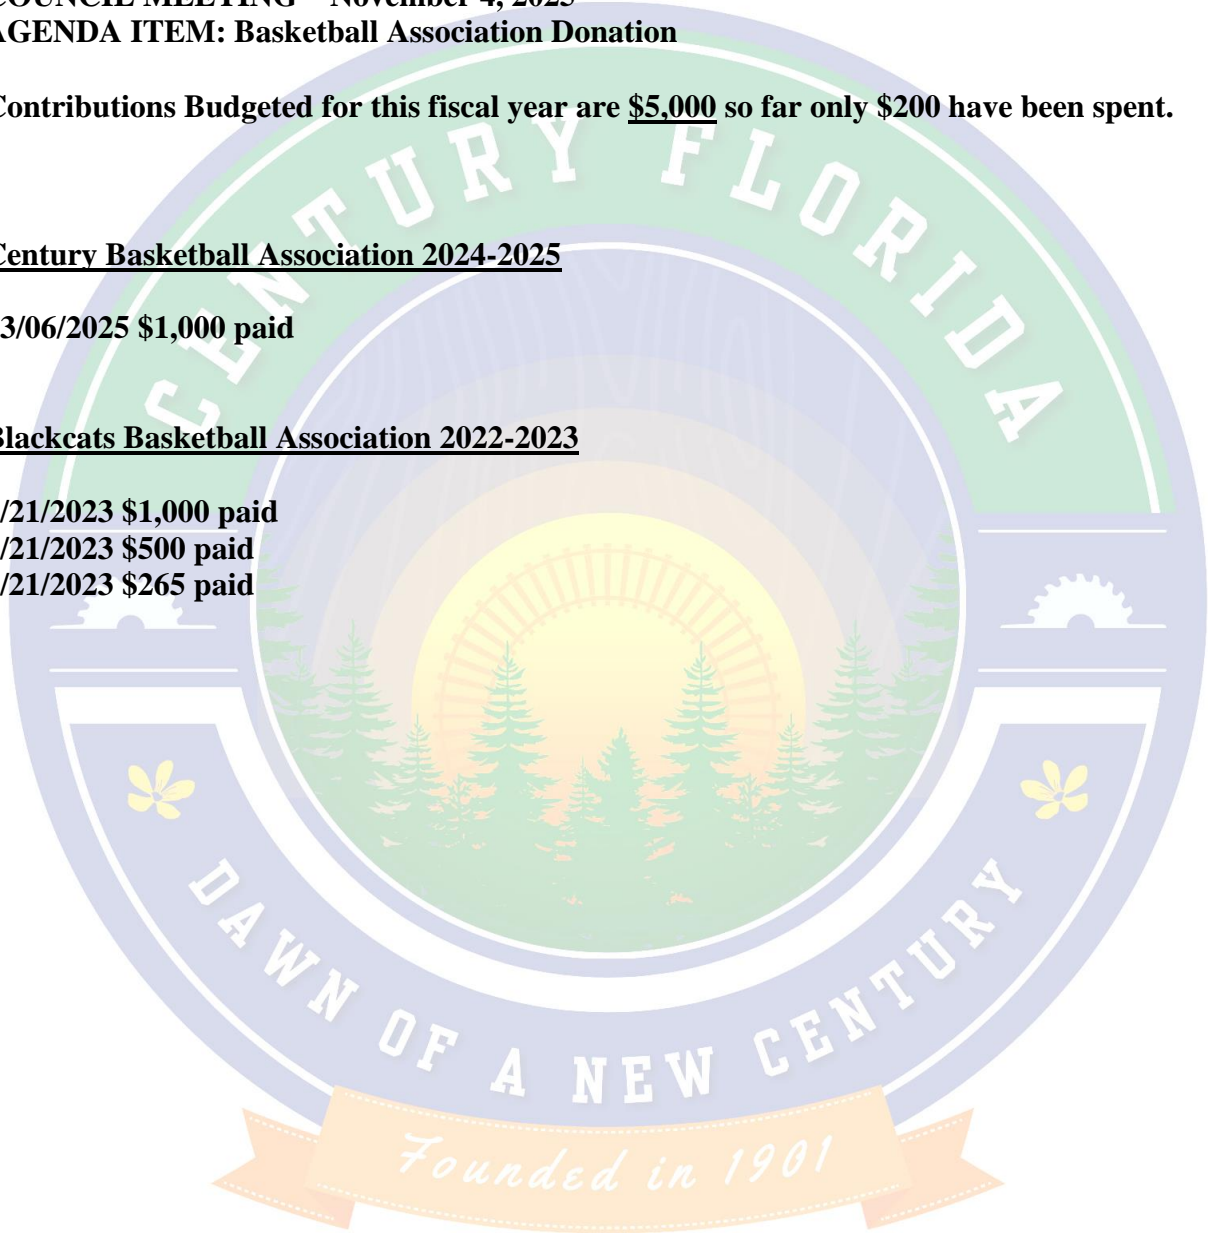 COUNCIL MEETING – November 4, 2025
AGENDA ITEM: Basketball Association Donation
Contributions Budgeted for this fiscal year are $5,000 so far only $200 have been spent.
Century Basketball Association 2024-2025
3/06/2025 $1,000 paid
Blackcats Basketball Association 2022-2023
/21/2023 $1,000 paid
/21/2023 $500 paid
/21/2023 $265 paid
CENTURY FLORIDA
DAWN OF A NEW CENTURY
Founded in 1901